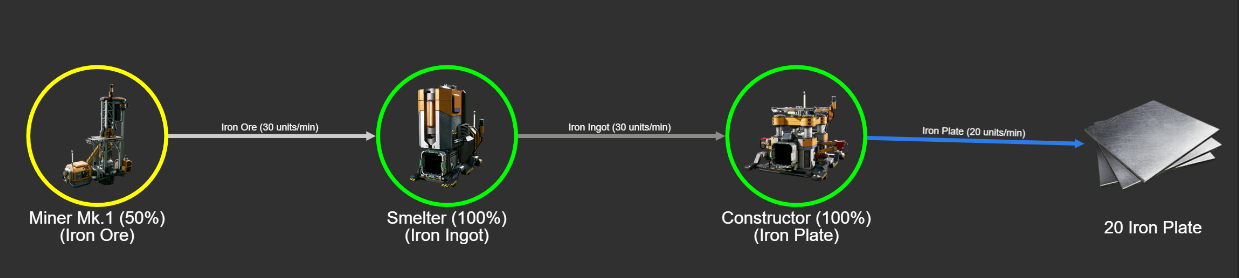 Iron Ore (30 units/min)
Iron Ingot (30 units/min)
Iron Plate (20 units/min)
Miner Mk.1 (50%)
(Iron Ore)
Smelter (100%)
(Iron Ingot)
Constructor (100%)
(Iron Plate)
20 Iron Plate